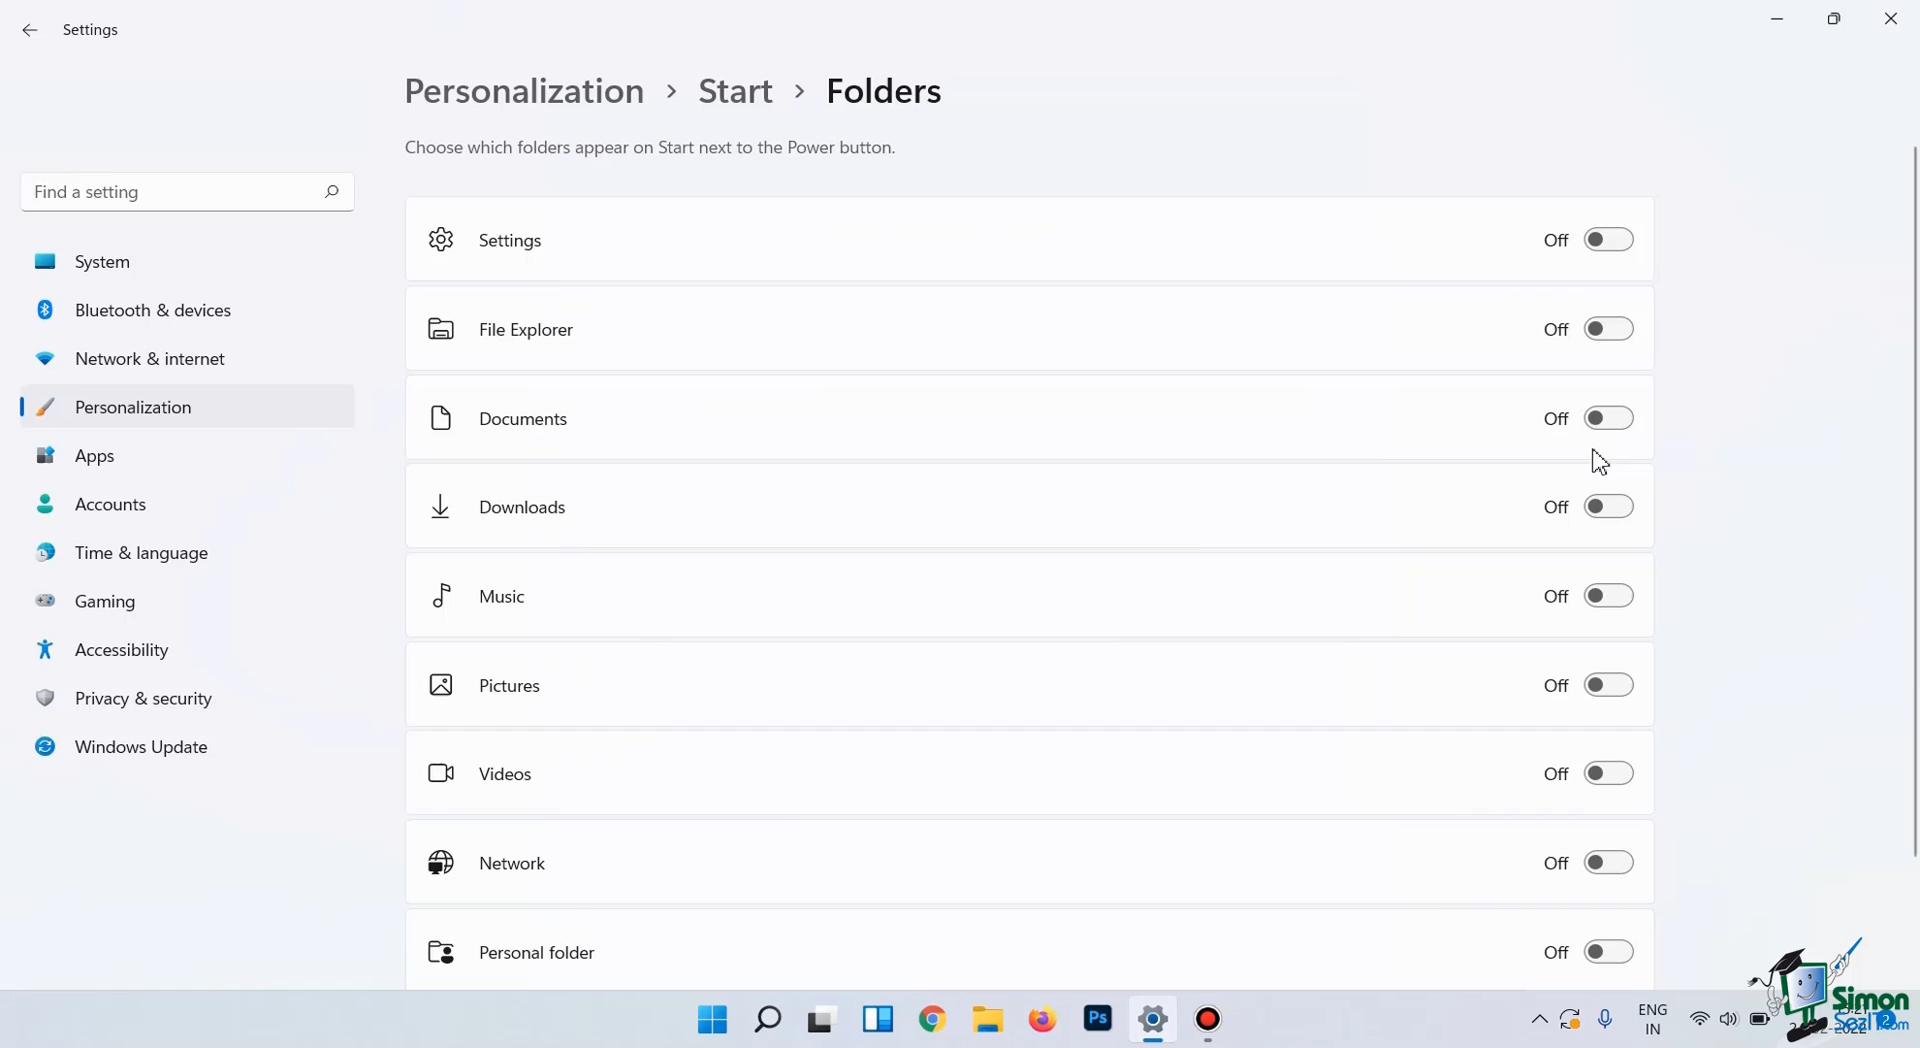 Settings
Personalization > Start > Folders
Choose which folders appear on Start next to the Power button.
Find a setting
System
Bluetooth & devices
Network & internet
Personalization
Apps
Accounts
Time & language
Gaming
Accessibility
Privacy & security
Windows Update
Settings Off
File Explorer Off
Documents Off
Downloads Off
Music Off
Pictures Off
Videos Off
Network Off
Personal folder Off
Ps
ENG
IN
Simon
SezIT.com
2